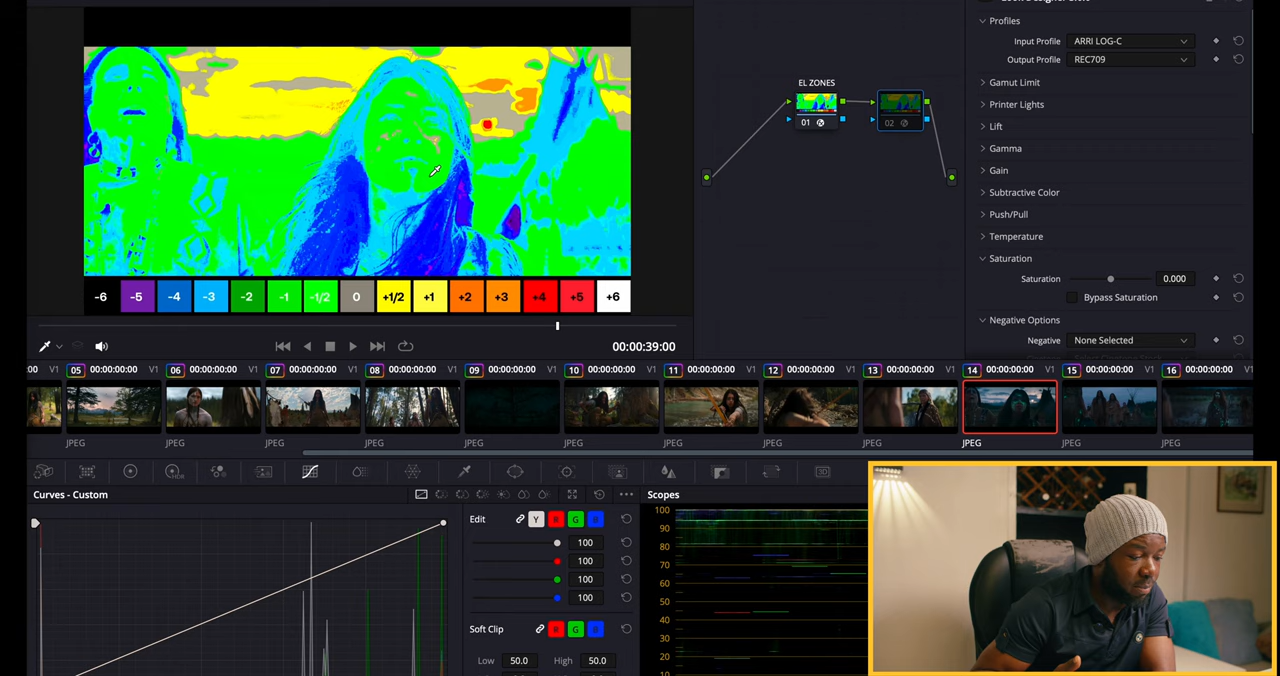 Profiles
Input Profile ARRI LOG-C
Output Profile REC709
Gamut Limit
Printer Lights
Lift
Gamma
Gain
Subtractive Color
Push/Pull
Temperature
Saturation
Saturation 0.000
Bypass Saturation
Negative Options
Negative None Selected
EL ZONES
01
02
-6 -5 -4 -3 -2 -1 -1/2 0 +1/2 +1 +2 +3 +4 +5 +6
00:00:39:00
00 V1 05 00:00:00:00 V1 06 00:00:00:00 V1 07 00:00:00:00 V1 08 00:00:00:00 V1 09 00:00:00:00 V1 10 00:00:00:00 V1 11 00:00:00:00 V1 12 00:00:00:00 V1 13 00:00:00:00 V1 14 00:00:00:00 V1 15 00:00:00:00 V1 16 00:00:00:00 V1
JPEG JPEG JPEG JPEG JPEG JPEG JPEG JPEG JPEG JPEG JPEG JPEG
HDR
3D
Curves - Custom
Edit Y R G B
100
100
100
100
Soft Clip R G B
Low 50.0 High 50.0
Scopes
100
90
80
70
60
50
40
30
20
10